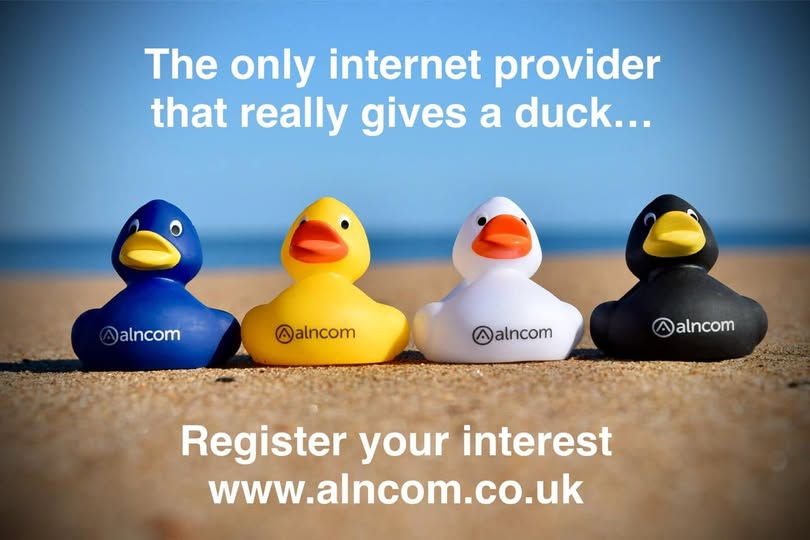 The only internet provider
that really gives a duck...
alncom
alncom
alncom
alncom
Register your interest
www.alncom.co.uk